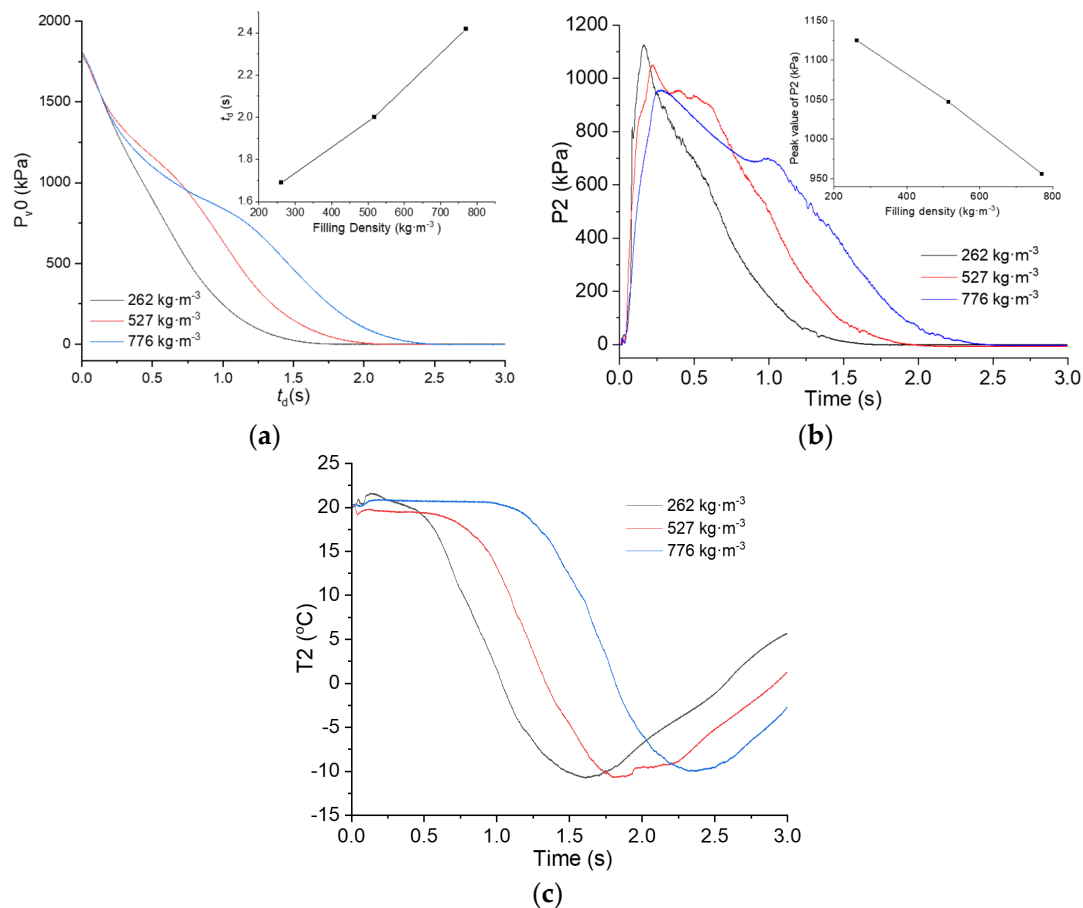 2000
1500
1000
500
0
P_v0 (kPa)
0.0 0.5 1.0 1.5 2.0 2.5 3.0
t_d(s)
262 kg·m⁻³
527 kg·m⁻³
776 kg·m⁻³
2.4
2.2
2.0
1.8
1.6
t_d (s)
200 300 400 500 600 700 800
Filling Density (kg·m⁻³ )
(a)
1200
1000
800
600
400
200
0
P2 (kPa)
0.0 0.5 1.0 1.5 2.0 2.5 3.0
Time (s)
262 kg·m⁻³
527 kg·m⁻³
776 kg·m⁻³
1150
1100
1050
1000
950
Peak value of P2 (kPa)
200 400 600 800
Filling density (kg·m⁻³)
(b)
25
20
15
10
5
0
-5
-10
-15
T2 (°C)
0.0 0.5 1.0 1.5 2.0 2.5 3.0
Time (s)
262 kg·m⁻³
527 kg·m⁻³
776 kg·m⁻³
(c)